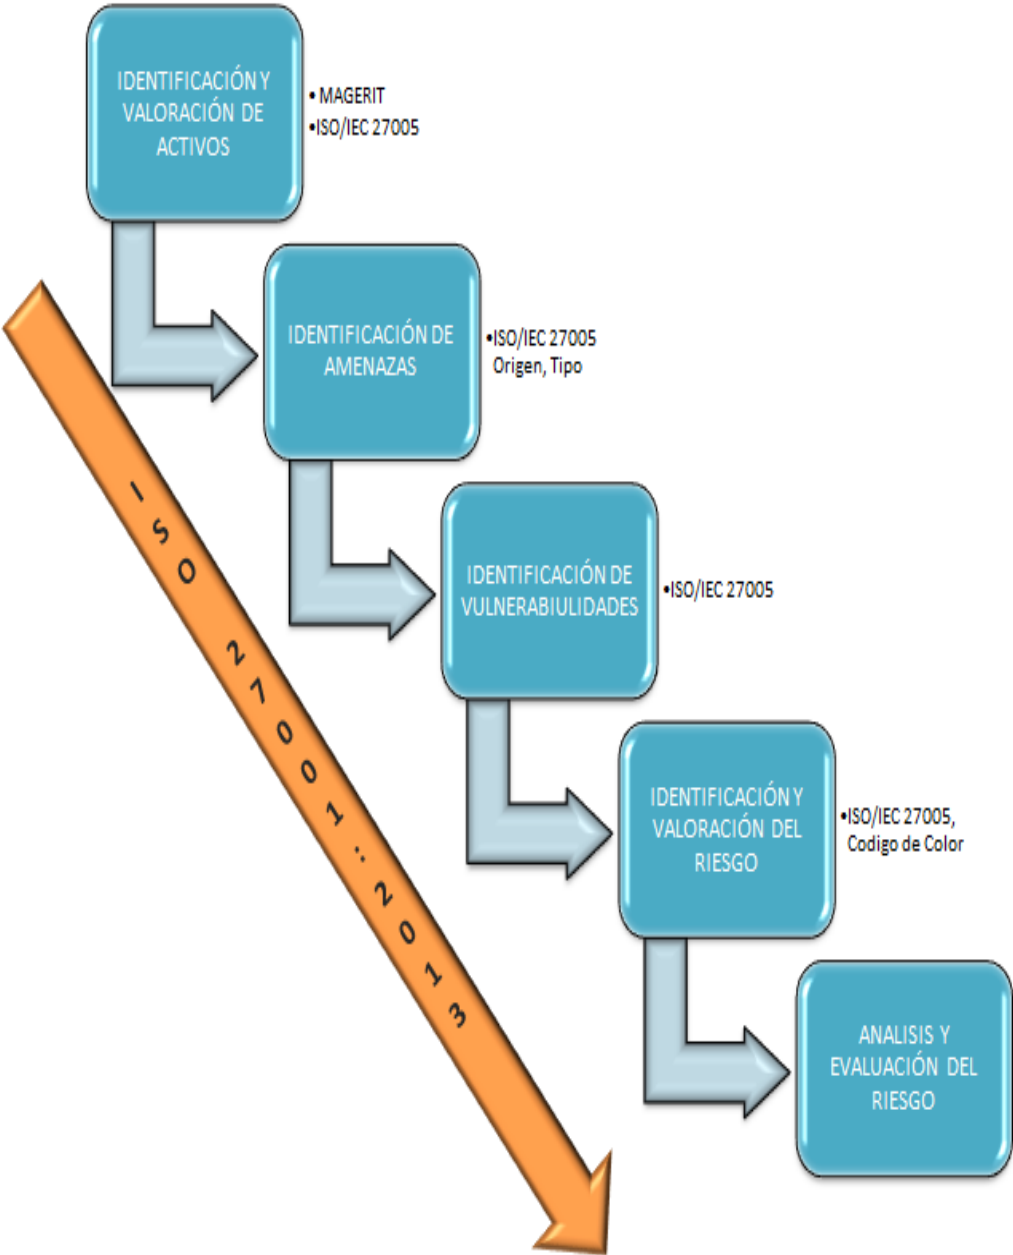 IDENTIFICACIÓN Y
VALORACIÓN DE
ACTIVOS
• MAGERIT
•ISO/IEC 27005
IDENTIFICACIÓN DE
AMENAZAS
•ISO/IEC 27005
Origen, Tipo
IDENTIFICACIÓN DE
VULNERABIULIDADES
•ISO/IEC 27005
IDENTIFICACIÓN Y
VALORACIÓN DEL
RIESGO
•ISO/IEC 27005,
Codigo de Color
ANALISIS Y
EVALUACIÓN DEL
RIESGO
ISO 27001:2013